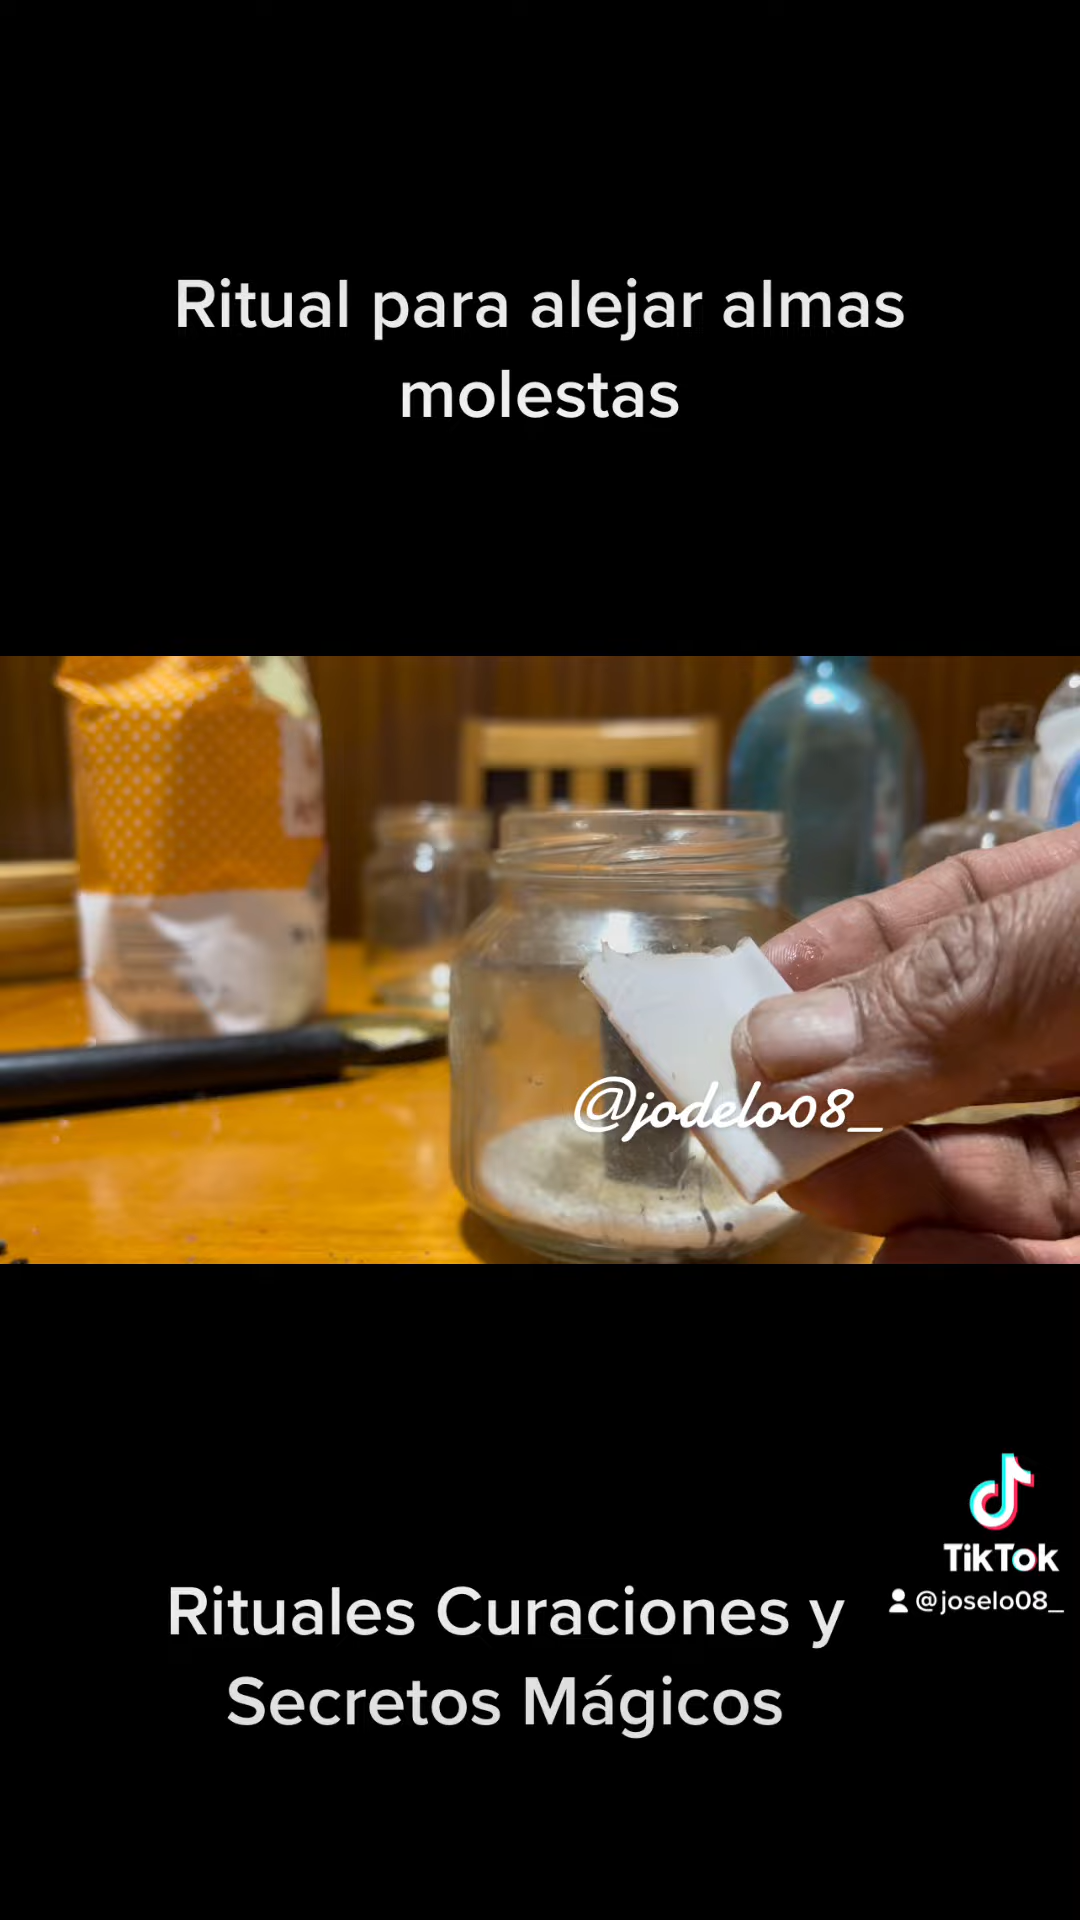 Ritual para alejar almas
molestas
@jodelo08_
TikTok
@joselo08_
Rituales Curaciones y
Secretos Mágicos